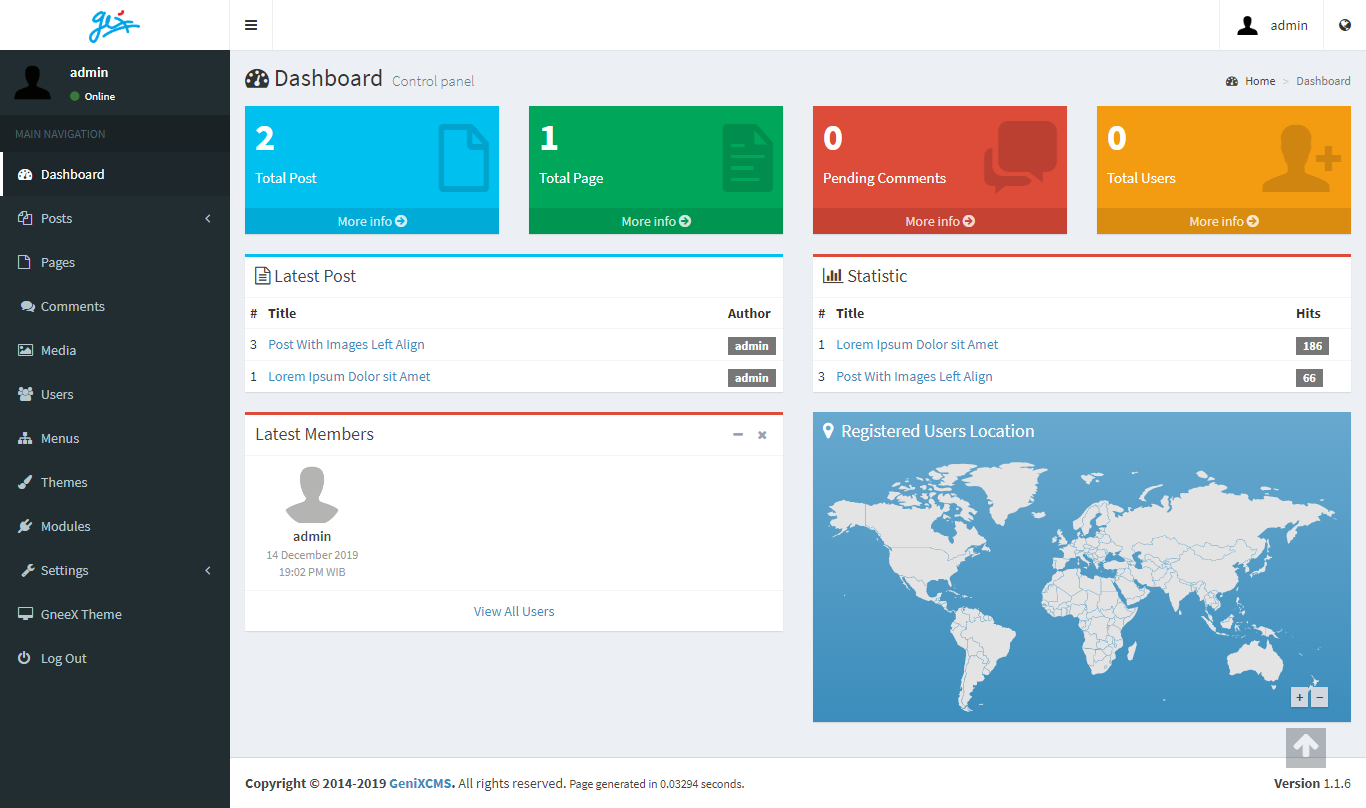 gix
admin
admin
Online
MAIN NAVIGATION
Dashboard
Posts
Pages
Comments
Media
Users
Menus
Themes
Modules
Settings
GneeX Theme
Log Out
Dashboard Control panel
Home > Dashboard
2
Total Post
More info
1
Total Page
More info
0
Pending Comments
More info
0
Total Users
More info
Latest Post
# Title Author
3 Post With Images Left Align admin
1 Lorem Ipsum Dolor sit Amet admin
Statistic
# Title Hits
1 Lorem Ipsum Dolor sit Amet 186
3 Post With Images Left Align 66
Latest Members
admin
14 December 2019
19:02 PM WIB
View All Users
Registered Users Location
+ −
Copyright © 2014-2019 GeniXCMS. All rights reserved. Page generated in 0.03294 seconds.
Version 1.1.6